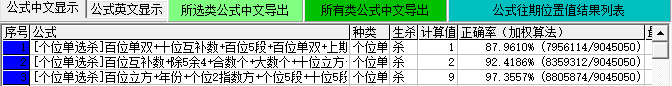 公式中文显示 公式英文显示 所选类公式中文导出 所有类公式中文导出 公式往期位置值结果列表
序号 公式 种类 生杀 计算值 正确率（加权算法）
1 [个位单选杀]百位单双+十位互补数+百位5段+百位单双+上期 个位单 杀 1 87.9610% (7956114/9045050)
2 [个位单选杀]百位互补数+除5余4+合数个+大数个+十位立方- 个位单 杀 2 92.4186% (8359312/9045050)
3 [个位单选杀]百位立方+年份+个位2指数方+个位5段+十位5段 个位单 杀 9 97.3557% (8805874/9045050)